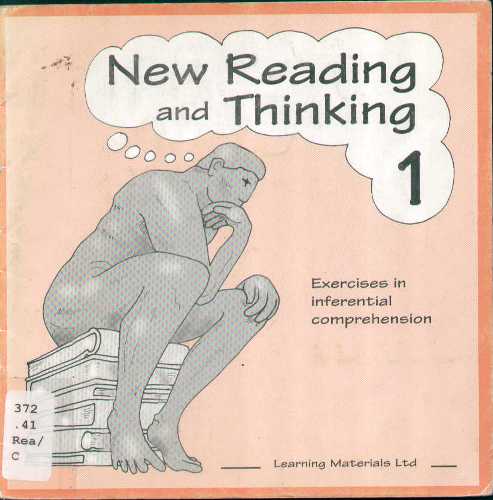 New Reading
and Thinking
1
Exercises in
inferential
comprehension
372
.41
Rea/
C
Learning Materials Ltd